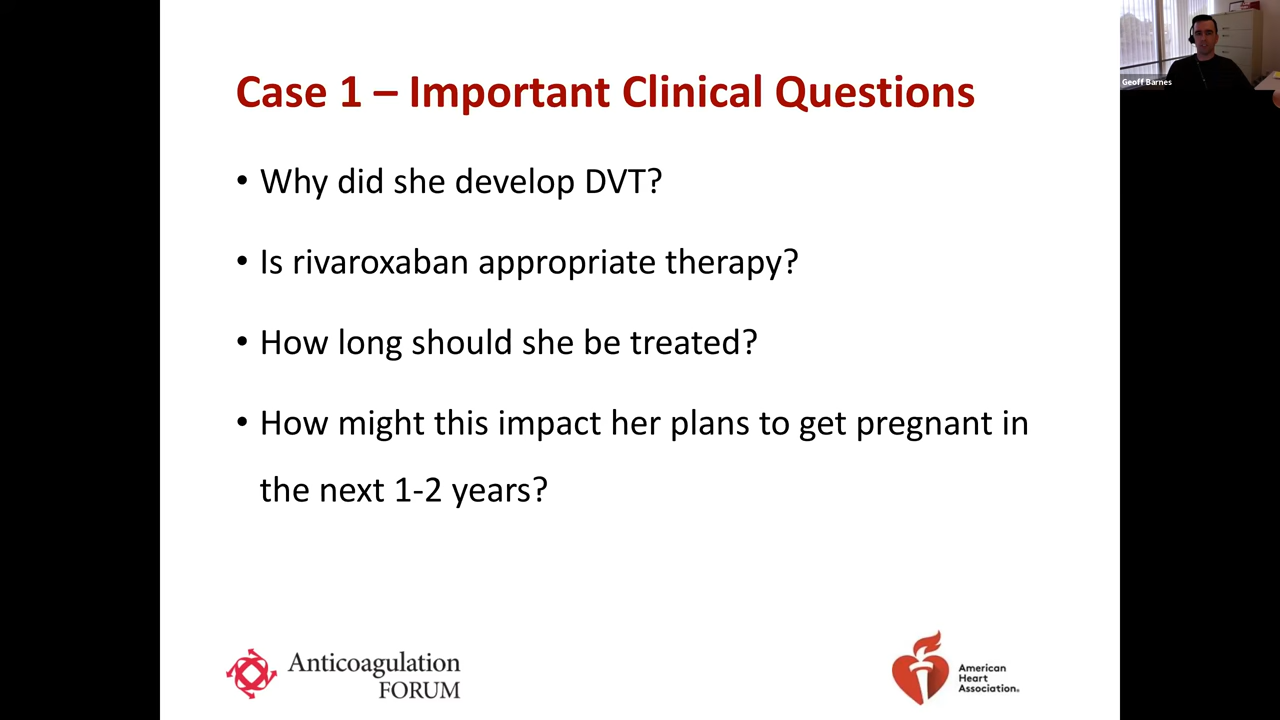 Case 1 – Important Clinical Questions
Geoff Barnes
• Why did she develop DVT?
• Is rivaroxaban appropriate therapy?
• How long should she be treated?
• How might this impact her plans to get pregnant in
the next 1-2 years?
Anticoagulation
FORUM
American
Heart
Association.